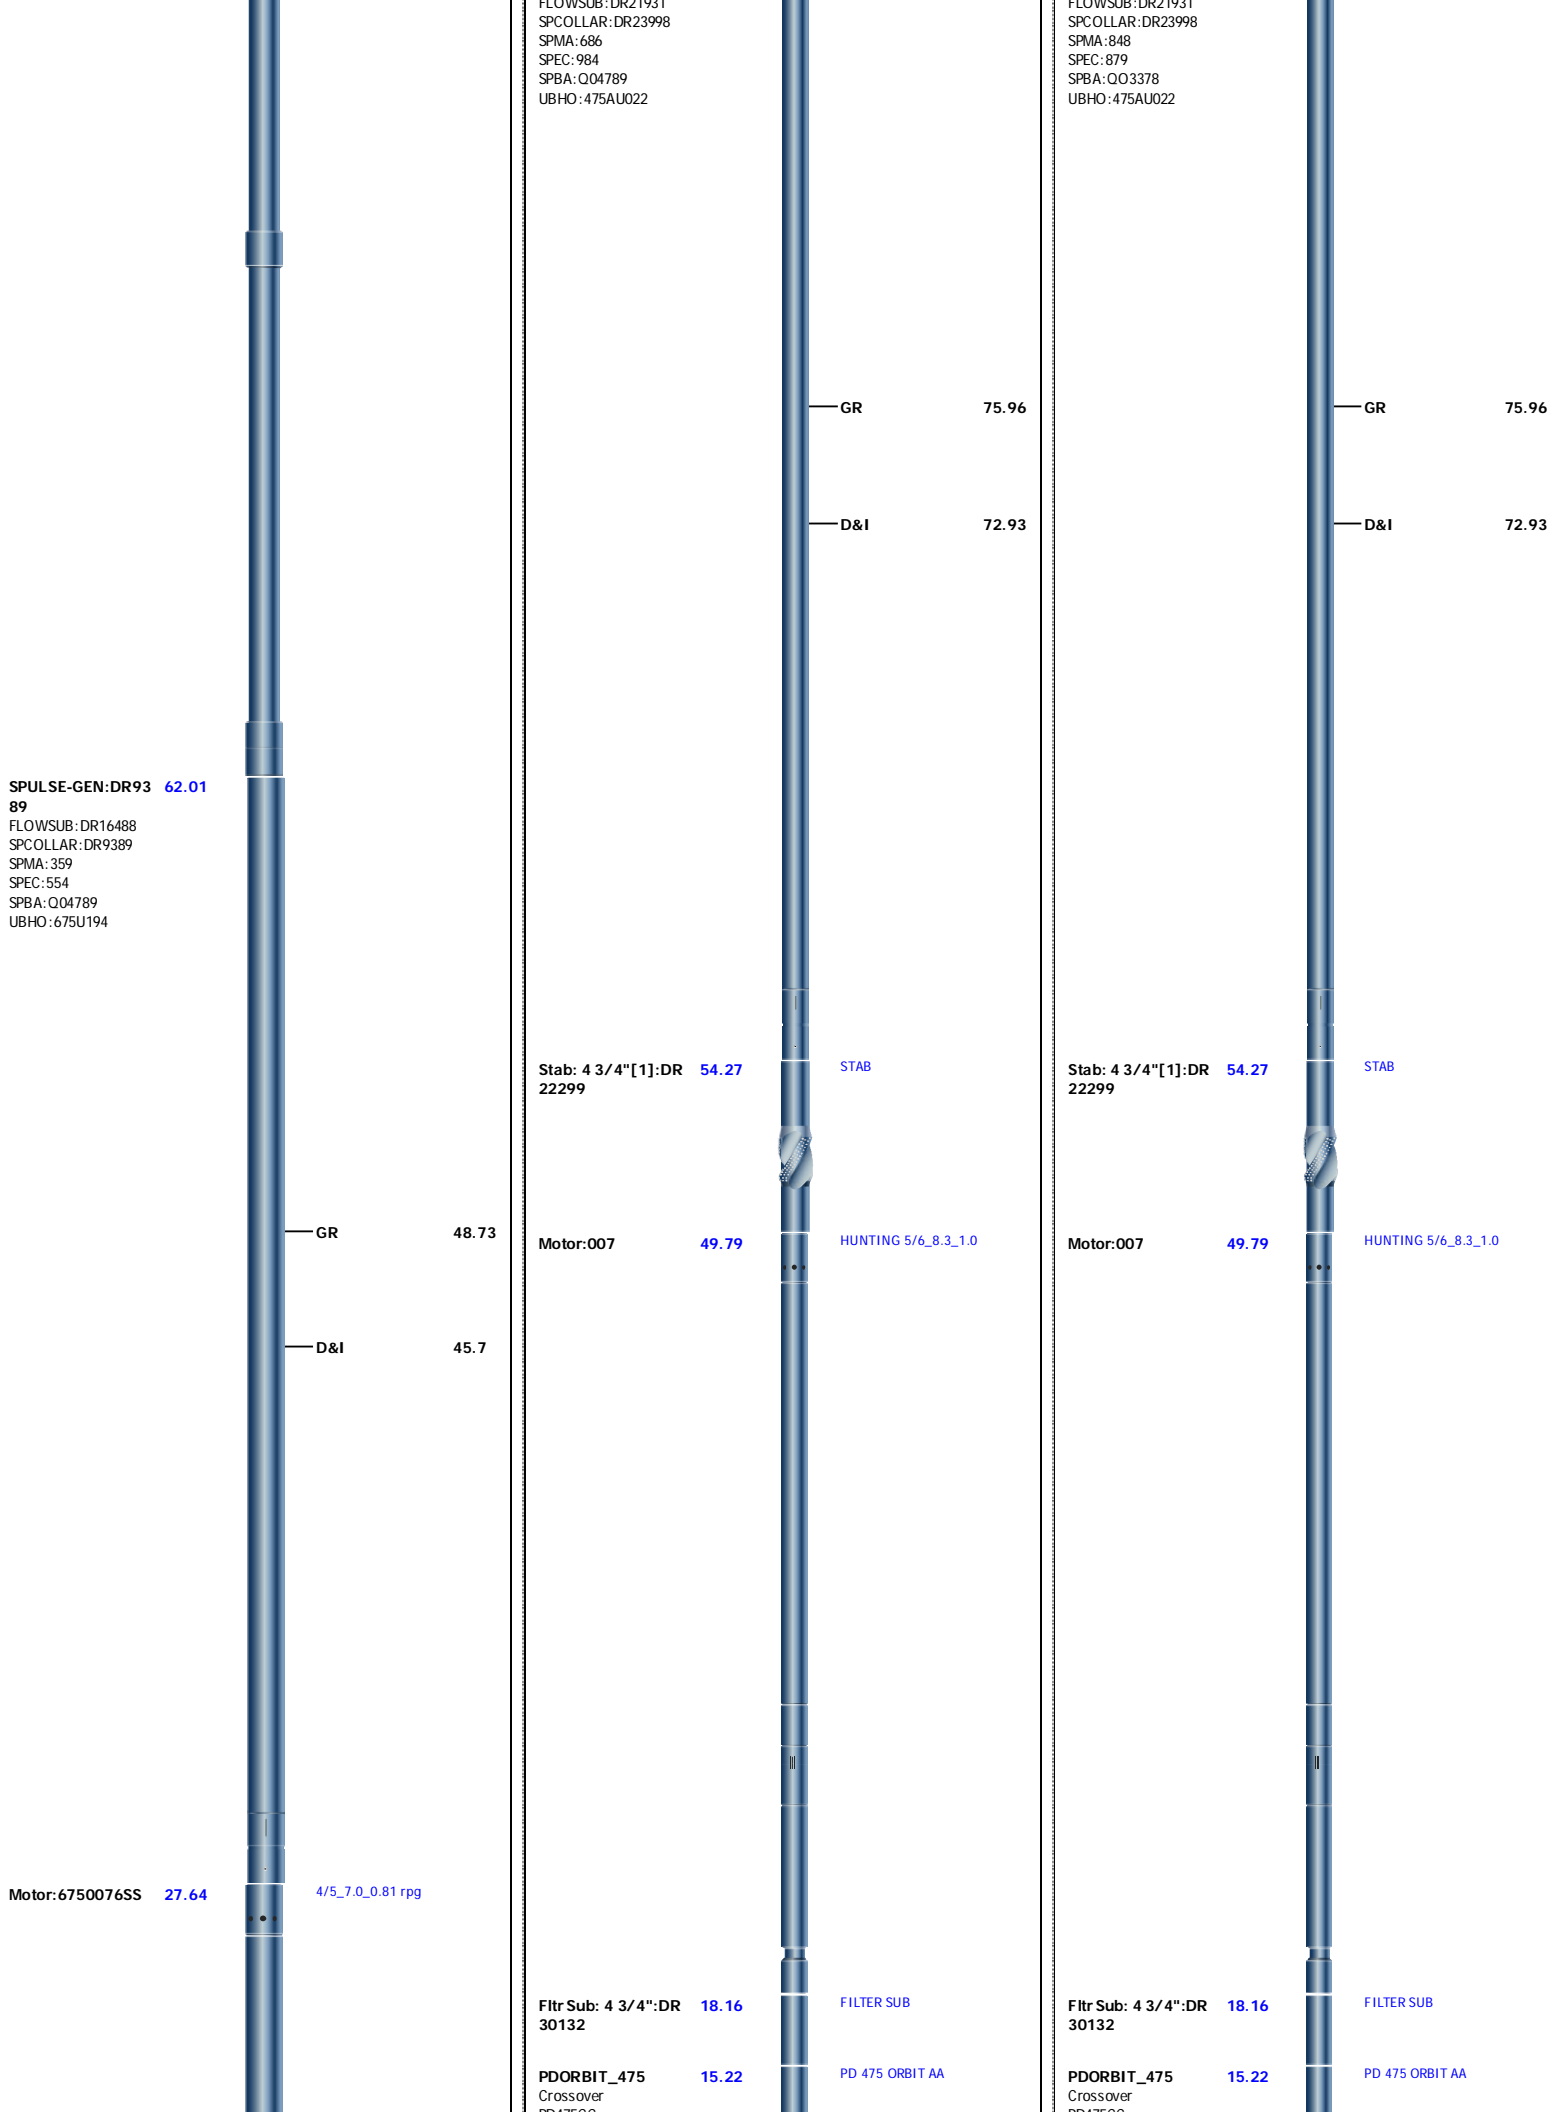 SPULSE-GEN:DR93 62.01
89
FLOWSUB:DR16488
SPCOLLAR:DR9389
SPMA:359
SPEC:554
SPBA:Q04789
UBHO:675U194
GR 48.73
D&I 45.7
Motor:6750076SS 27.64 4/5_7.0_0.81 rpg
FLOWSUB:DR21931
SPCOLLAR:DR23998
SPMA:686
SPEC:984
SPBA:Q04789
UBHO:475AU022
GR 75.96
D&I 72.93
Stab: 4 3/4"[1]:DR 54.27 STAB
22299
Motor:007 49.79 HUNTING 5/6_8.3_1.0
Fltr Sub: 4 3/4":DR 18.16 FILTER SUB
30132
PDORBIT_475 15.22 PD 475 ORBIT AA
Crossover
FLOWSUB:DR21931
SPCOLLAR:DR23998
SPMA:848
SPEC:879
SPBA:QO3378
UBHO:475AU022
GR 75.96
D&I 72.93
Stab: 4 3/4"[1]:DR 54.27 STAB
22299
Motor:007 49.79 HUNTING 5/6_8.3_1.0
Fltr Sub: 4 3/4":DR 18.16 FILTER SUB
30132
PDORBIT_475 15.22 PD 475 ORBIT AA
Crossover